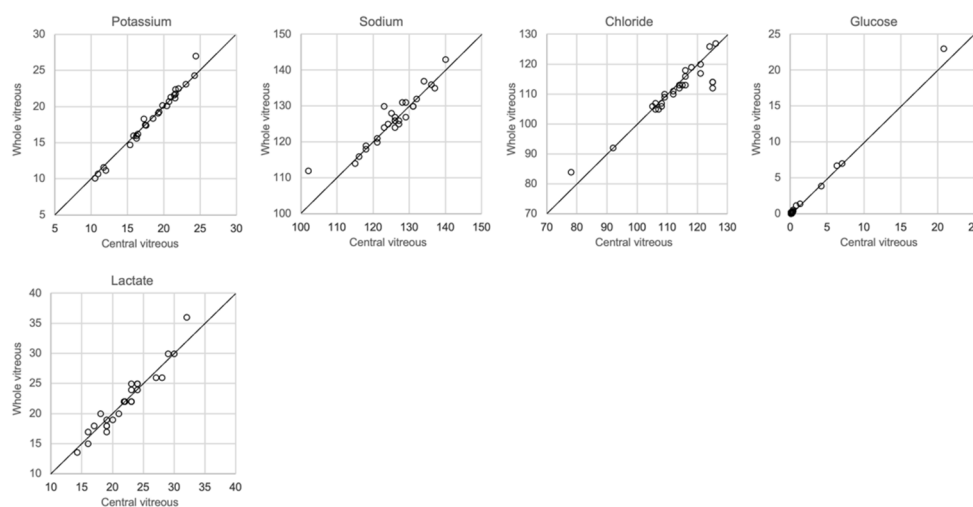 Potassium
Whole vitreous
30
25
20
15
10
5
5 10 15 20 25 30
Central vitreous
Sodium
Whole vitreous
150
140
130
120
110
100
100 110 120 130 140 150
Central vitreous
Chloride
Whole vitreous
130
120
110
100
90
80
70
70 80 90 100 110 120 130
Central vitreous
Glucose
Whole vitreous
25
20
15
10
5
0
0 5 10 15 20 25
Central vitreous
Lactate
Whole vitreous
40
35
30
25
20
15
10
10 15 20 25 30 35 40
Central vitreous